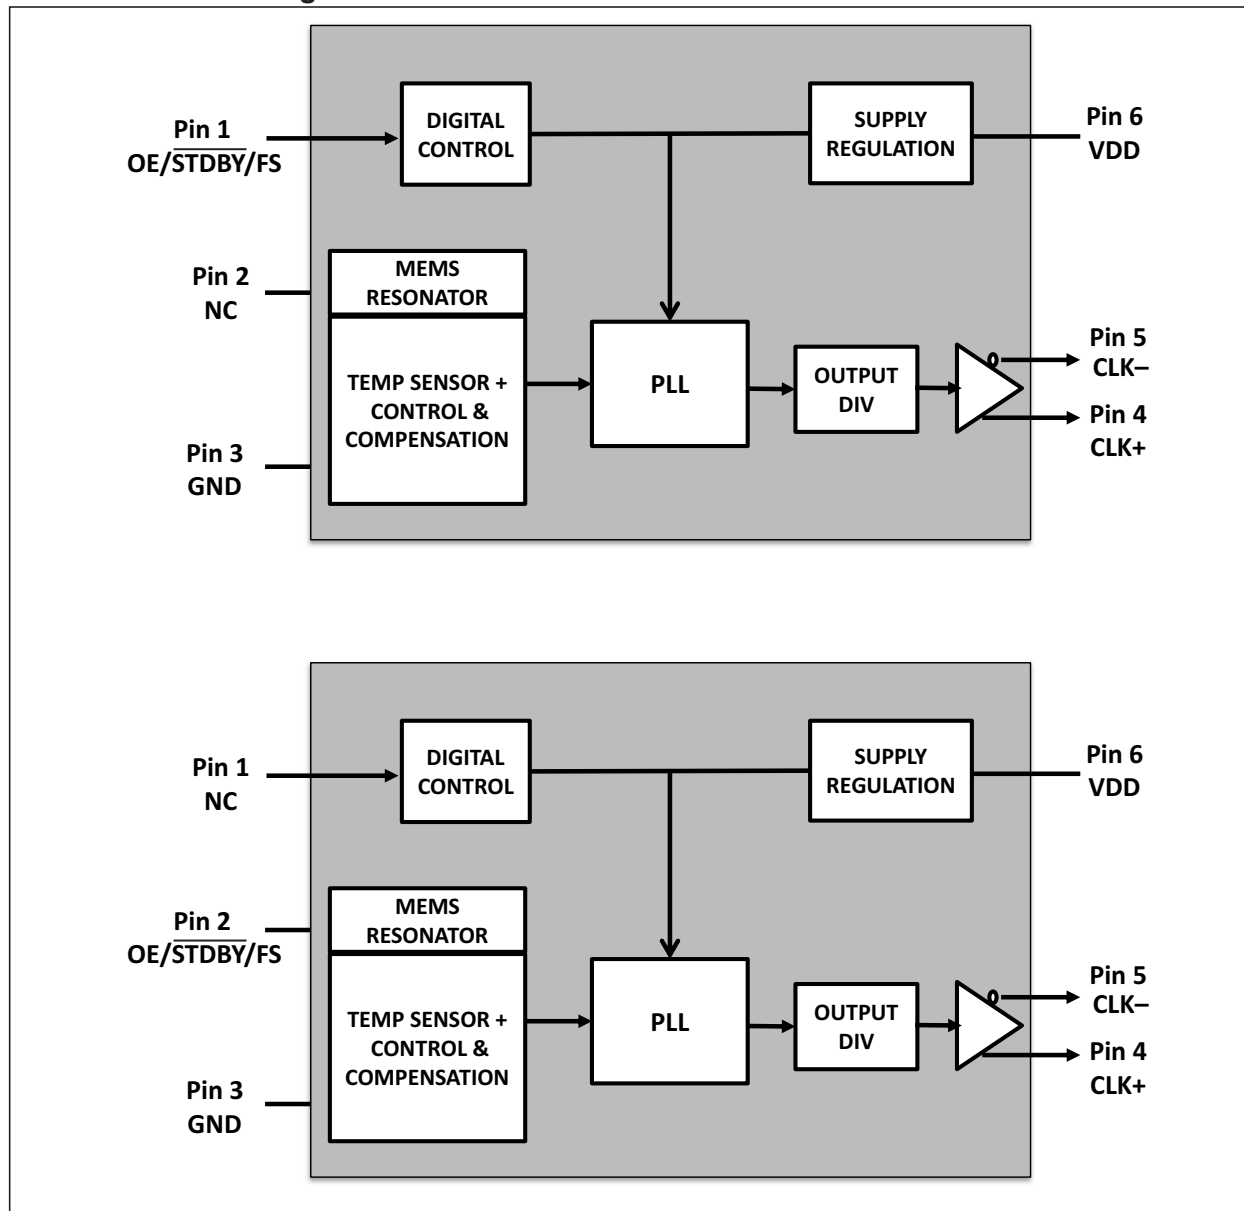 Pin 1
OE/STDBY/FS
DIGITAL
CONTROL
SUPPLY
REGULATION
Pin 6
VDD
Pin 2
NC
MEMS
RESONATOR
TEMP SENSOR +
CONTROL &
COMPENSATION
PLL
OUTPUT
DIV
Pin 5
CLK–
Pin 4
CLK+
Pin 3
GND
Pin 1
NC
DIGITAL
CONTROL
SUPPLY
REGULATION
Pin 6
VDD
Pin 2
OE/STDBY/FS
MEMS
RESONATOR
TEMP SENSOR +
CONTROL &
COMPENSATION
PLL
OUTPUT
DIV
Pin 5
CLK–
Pin 4
CLK+
Pin 3
GND